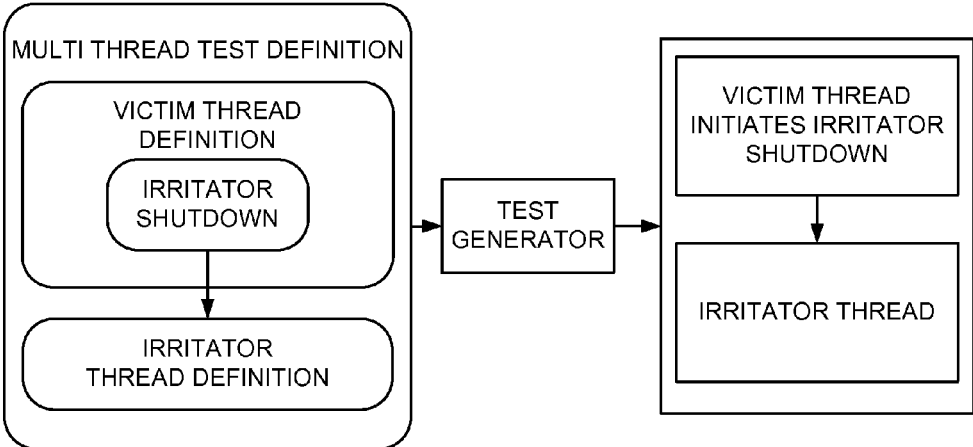 MULTI THREAD TEST DEFINITION
VICTIM THREAD
DEFINITION
IRRITATOR
SHUTDOWN
IRRITATOR
THREAD DEFINITION
TEST
GENERATOR
VICTIM THREAD
INITIATES IRRITATOR
SHUTDOWN
IRRITATOR THREAD